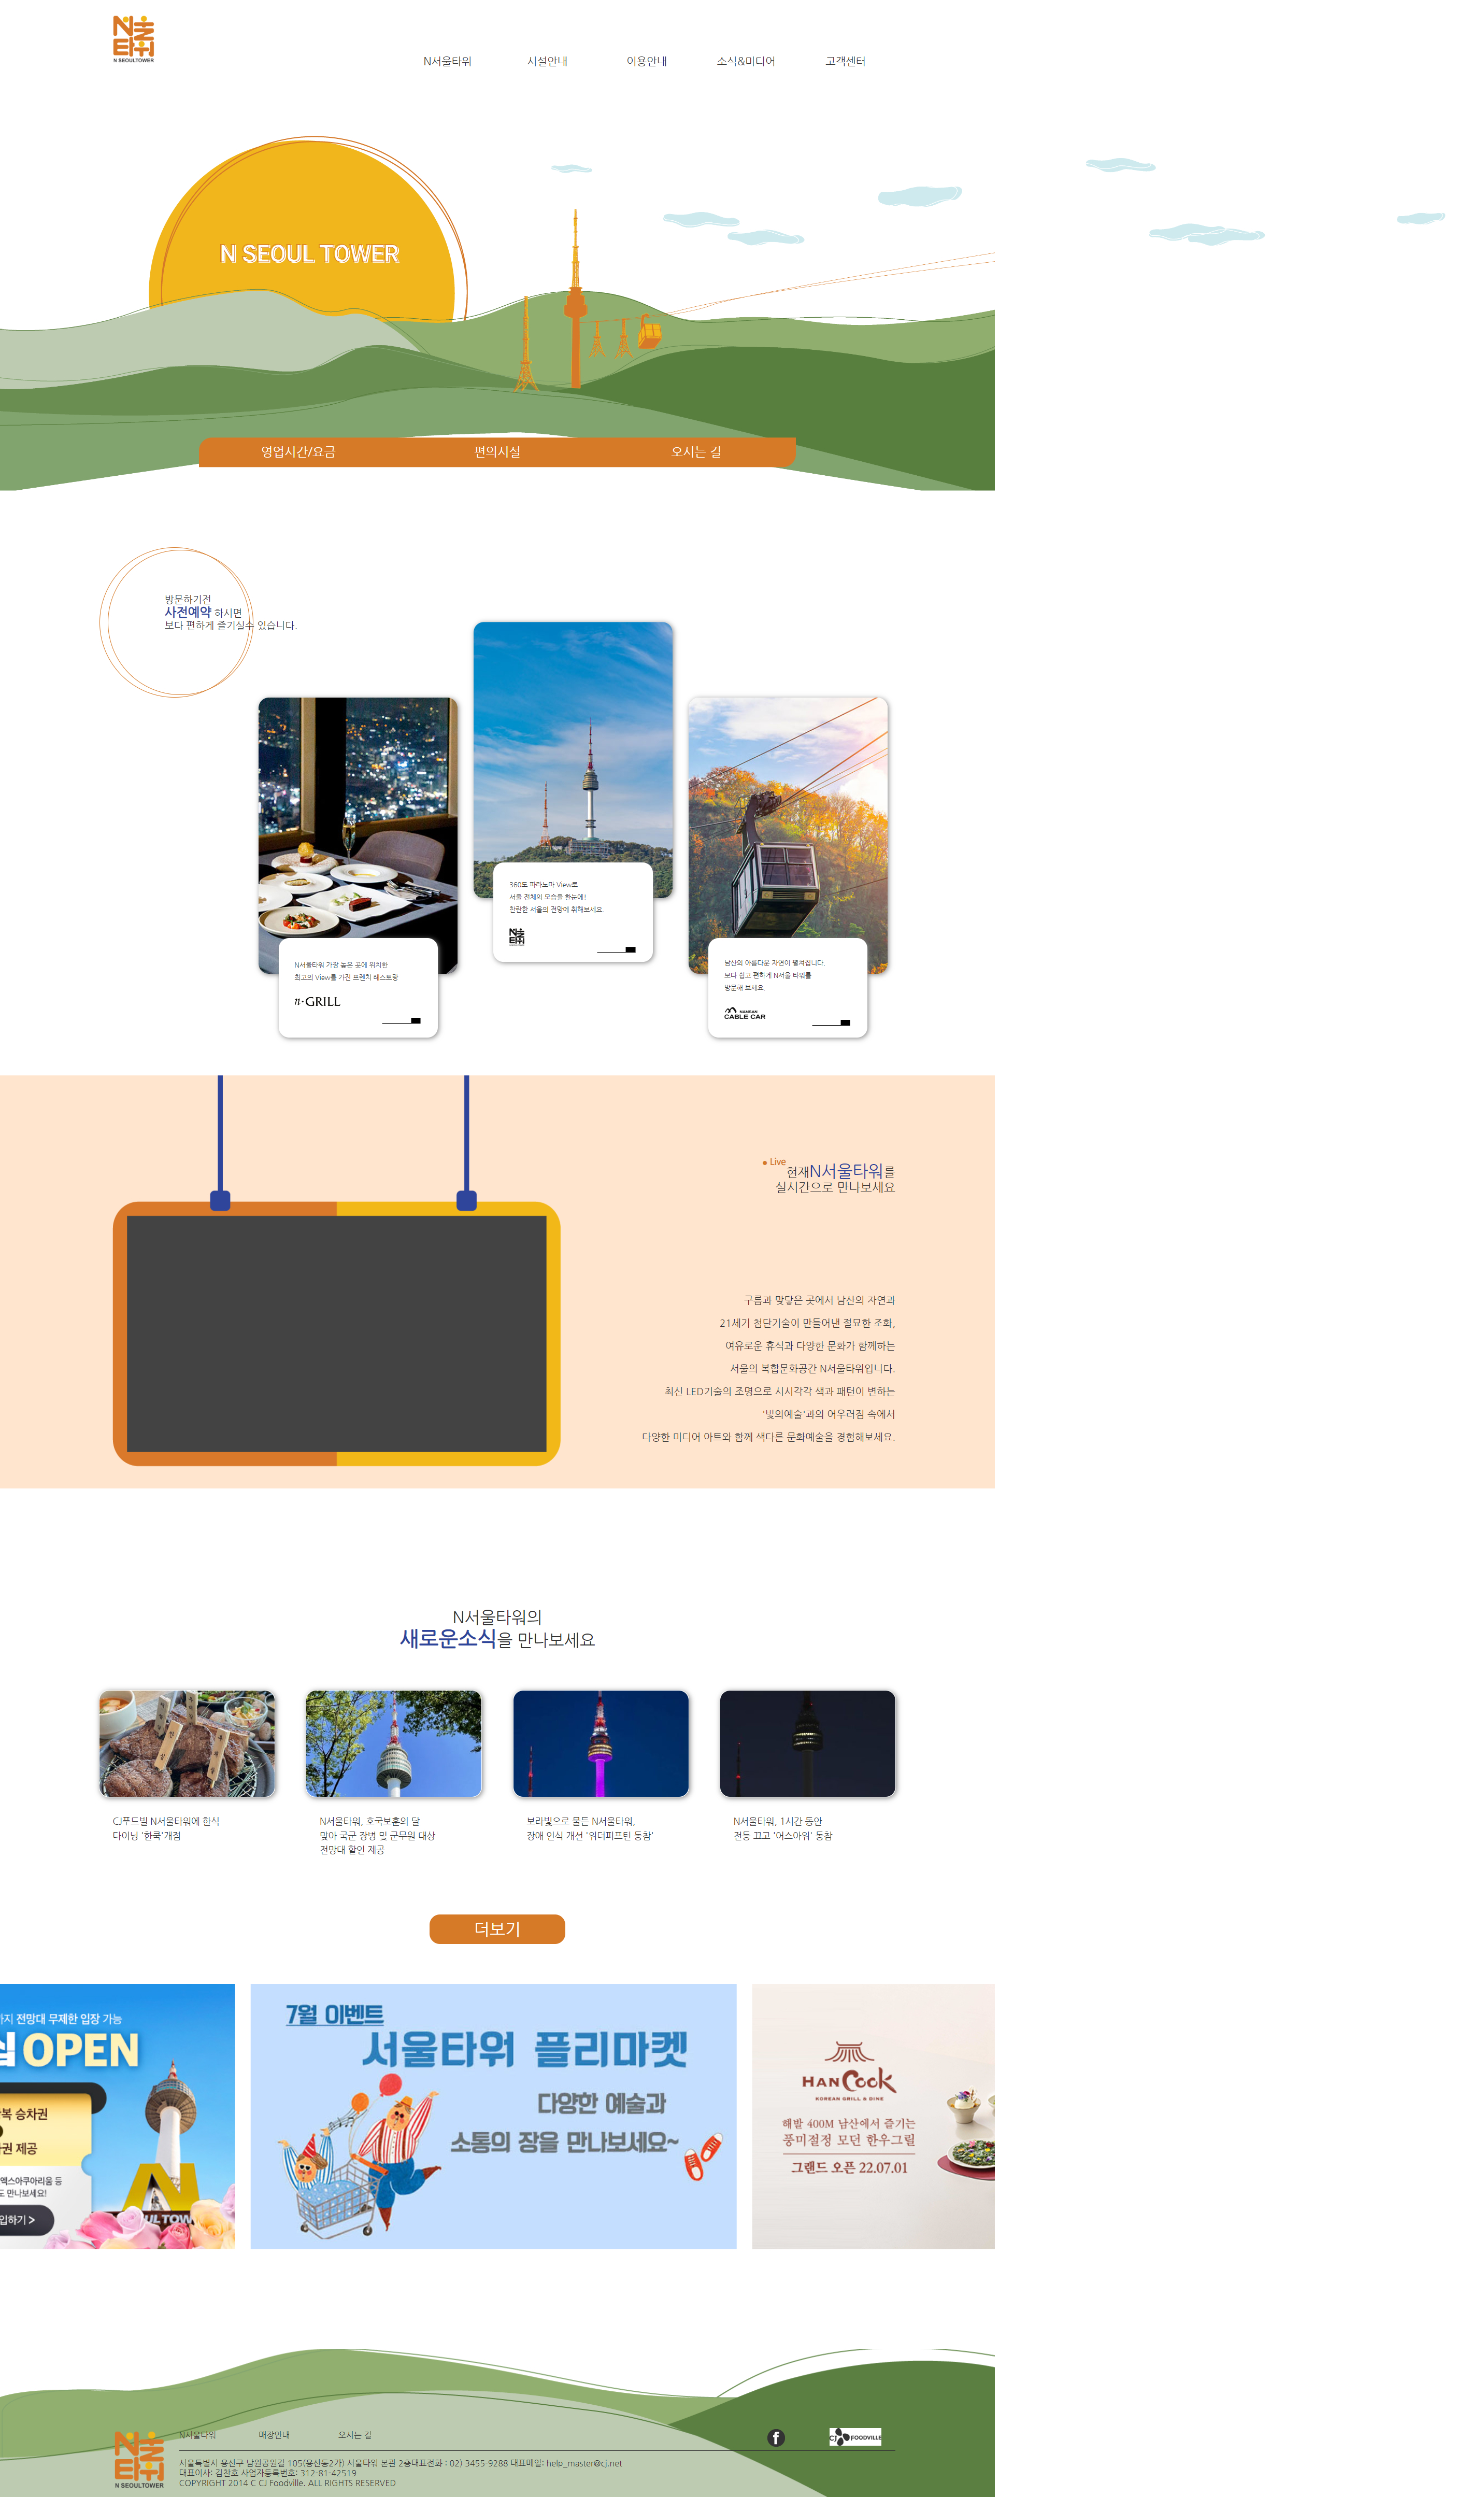 N서울타워
N SEOULTOWER
N서울타워 시설안내 이용안내 소식&미디어 고객센터
N SEOUL TOWER
영업시간/요금 편의시설 오시는 길
방문하기전
사전예약 하시면
보다 편하게 즐기실수 있습니다.
360도 파라노마 View로
서울 전체의 모습을 한눈에!
찬란한 서울의 전망에 취해보세요.
N서울타워
N서울타워 가장 높은 곳에 위치한
최고의 View를 가진 프렌치 레스토랑
n·GRILL
남산의 아름다운 자연이 펼쳐집니다.
보다 쉽고 편하게 N서울 타워를
방문해 보세요.
NAMSAN
CABLE CAR
● Live
현재N서울타워를
실시간으로 만나보세요
구름과 맞닿은 곳에서 남산의 자연과
21세기 첨단기술이 만들어낸 절묘한 조화,
여유로운 휴식과 다양한 문화가 함께하는
서울의 복합문화공간 N서울타워입니다.
최신 LED기술의 조명으로 시시각각 색과 패턴이 변하는
'빛의예술'과의 어우러짐 속에서
다양한 미디어 아트와 함께 색다른 문화예술을 경험해보세요.
N서울타워의
새로운소식을 만나보세요
CJ푸드빌 N서울타워에 한식
다이닝 '한쿡'개점
N서울타워, 호국보훈의 달
맞아 국군 장병 및 군무원 대상
전망대 할인 제공
보라빛으로 물든 N서울타워,
장애 인식 개선 '위더피프틴 동참'
N서울타워, 1시간 동안
전등 끄고 '어스아워' 동참
더보기
지 전망대 무제한 입장 가능
십 OPEN
복 승차권
권 제공
엑스아쿠아리움 등
도 만나보세요!
입하기 >
7월 이벤트
서울타워 플리마켓
다양한 예술과
소통의 장을 만나보세요~
HAN Cook
KOREAN GRILL & DINE
해발 400M 남산에서 즐기는
풍미절정 모던 한우그릴
그랜드 오픈 22.07.01
N서울타워 매장안내 오시는 길
f
CJ FOODVILLE
N서울타워
N SEOULTOWER
서울특별시 용산구 남원공원길 105(용산동2가) 서울타워 본관 2층대표전화 : 02) 3455-9288 대표메일: help_master@cj.net
대표이사: 김찬호 사업자등록번호: 312-81-42519
COPYRIGHT 2014 C CJ Foodville. ALL RIGHTS RESERVED